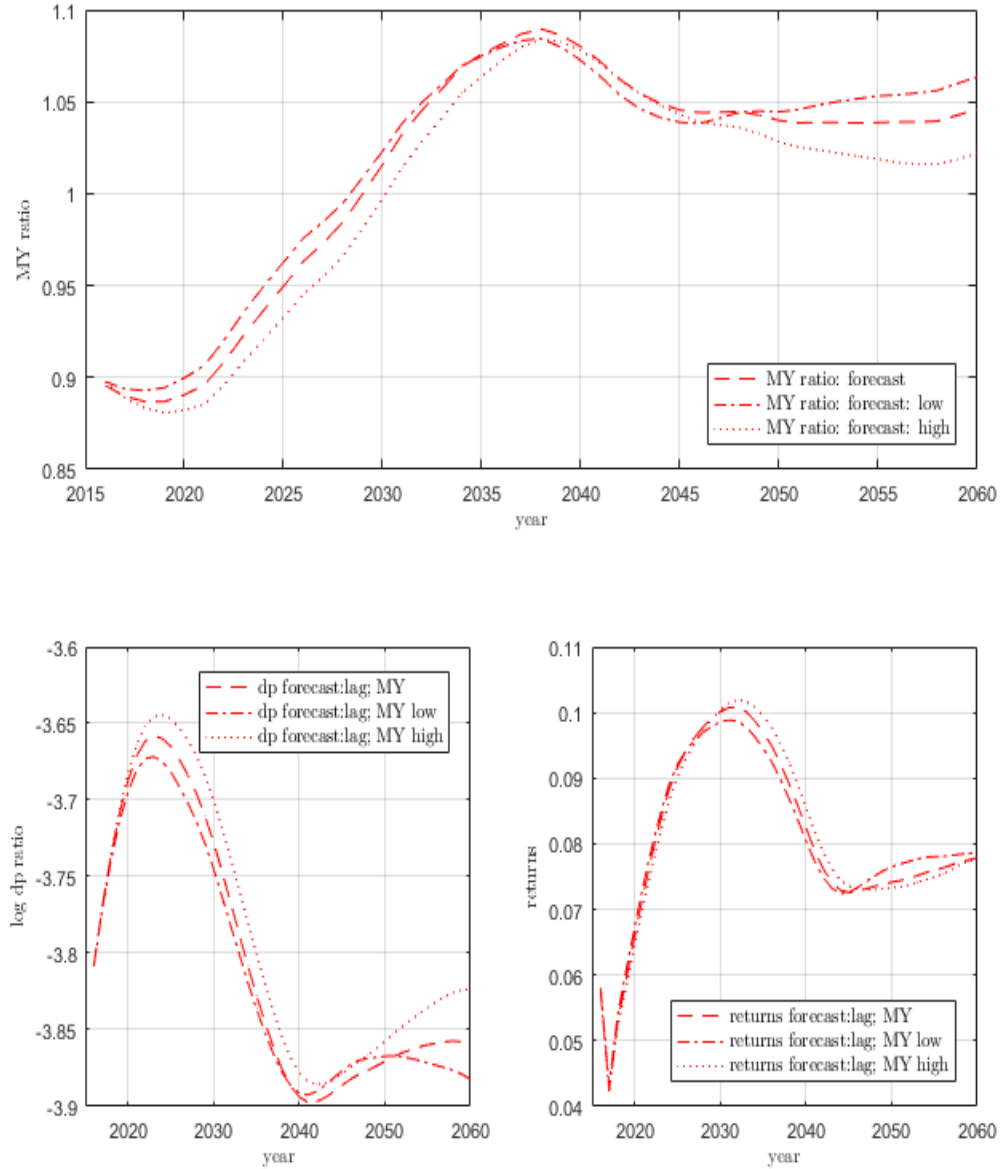 1.1
1.05
1
0.95
0.9
0.85
MY ratio
2015 2020 2025 2030 2035 2040 2045 2050 2055 2060
year
MY ratio: forecast
MY ratio: forecast: low
MY ratio: forecast: high
-3.6
-3.65
-3.7
-3.75
-3.8
-3.85
-3.9
log dp ratio
2020 2030 2040 2050 2060
year
dp forecast:lag; MY
dp forecast:lag; MY low
dp forecast:lag; MY high
0.11
0.1
0.09
0.08
0.07
0.06
0.05
0.04
returns
2020 2030 2040 2050 2060
year
returns forecast:lag; MY
returns forecast:lag; MY low
returns forecast:lag; MY high